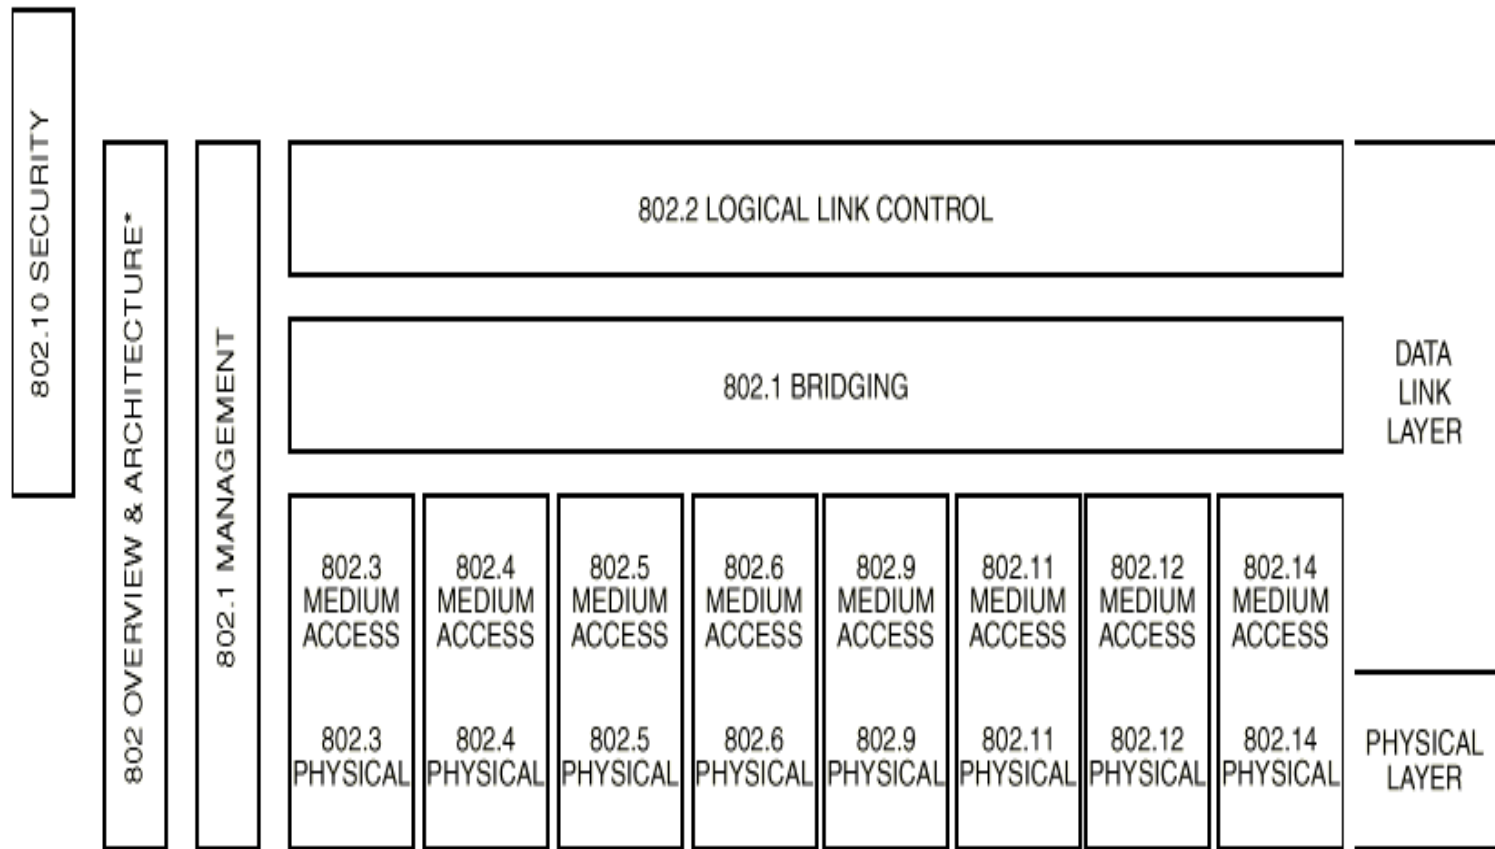 802.10 SECURITY
802 OVERVIEW & ARCHITECTURE*
802.1 MANAGEMENT
802.2 LOGICAL LINK CONTROL
802.1 BRIDGING
DATA
LINK
LAYER
802.3
MEDIUM
ACCESS
802.4
MEDIUM
ACCESS
802.5
MEDIUM
ACCESS
802.6
MEDIUM
ACCESS
802.9
MEDIUM
ACCESS
802.11
MEDIUM
ACCESS
802.12
MEDIUM
ACCESS
802.14
MEDIUM
ACCESS
802.3
PHYSICAL
802.4
PHYSICAL
802.5
PHYSICAL
802.6
PHYSICAL
802.9
PHYSICAL
802.11
PHYSICAL
802.12
PHYSICAL
802.14
PHYSICAL
PHYSICAL
LAYER